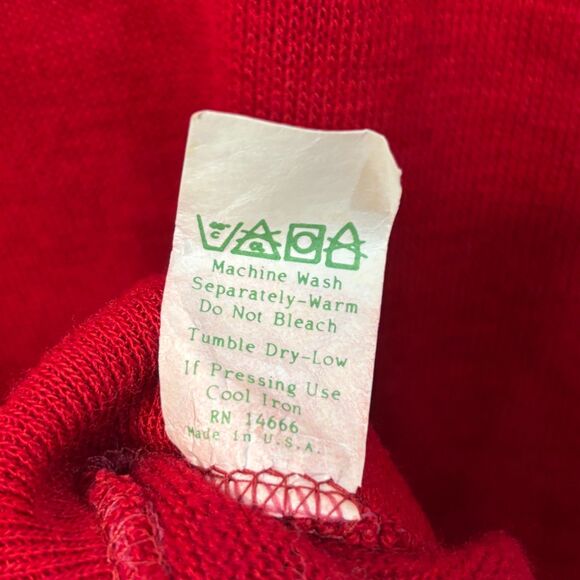 Machine Wash
Separately-Warm
Do Not Bleach
Tumble Dry-Low
If Pressing Use
Cool Iron
RN 14666
Made in U.S.A.